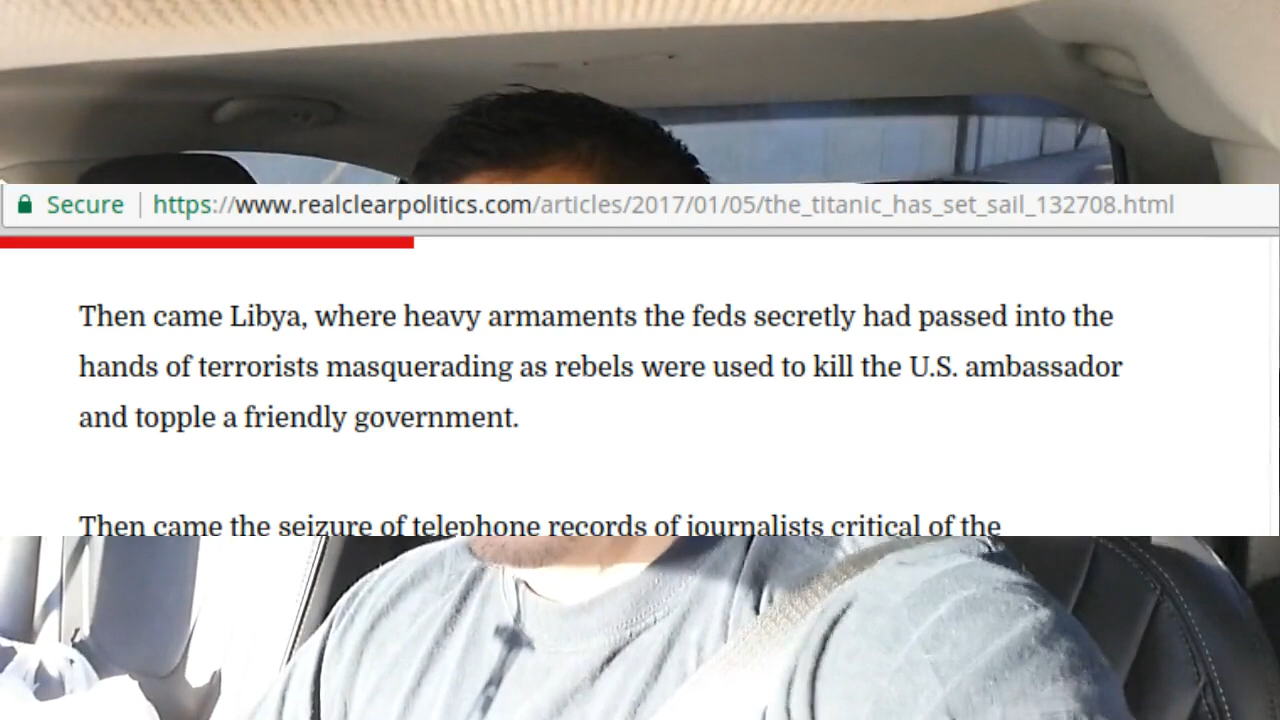 Secure https://www.realclearpolitics.com/articles/2017/01/05/the_titanic_has_set_sail_132708.html
Then came Libya, where heavy armaments the feds secretly had passed into the
hands of terrorists masquerading as rebels were used to kill the U.S. ambassador
and topple a friendly government.
Then came the seizure of telephone records of journalists critical of the